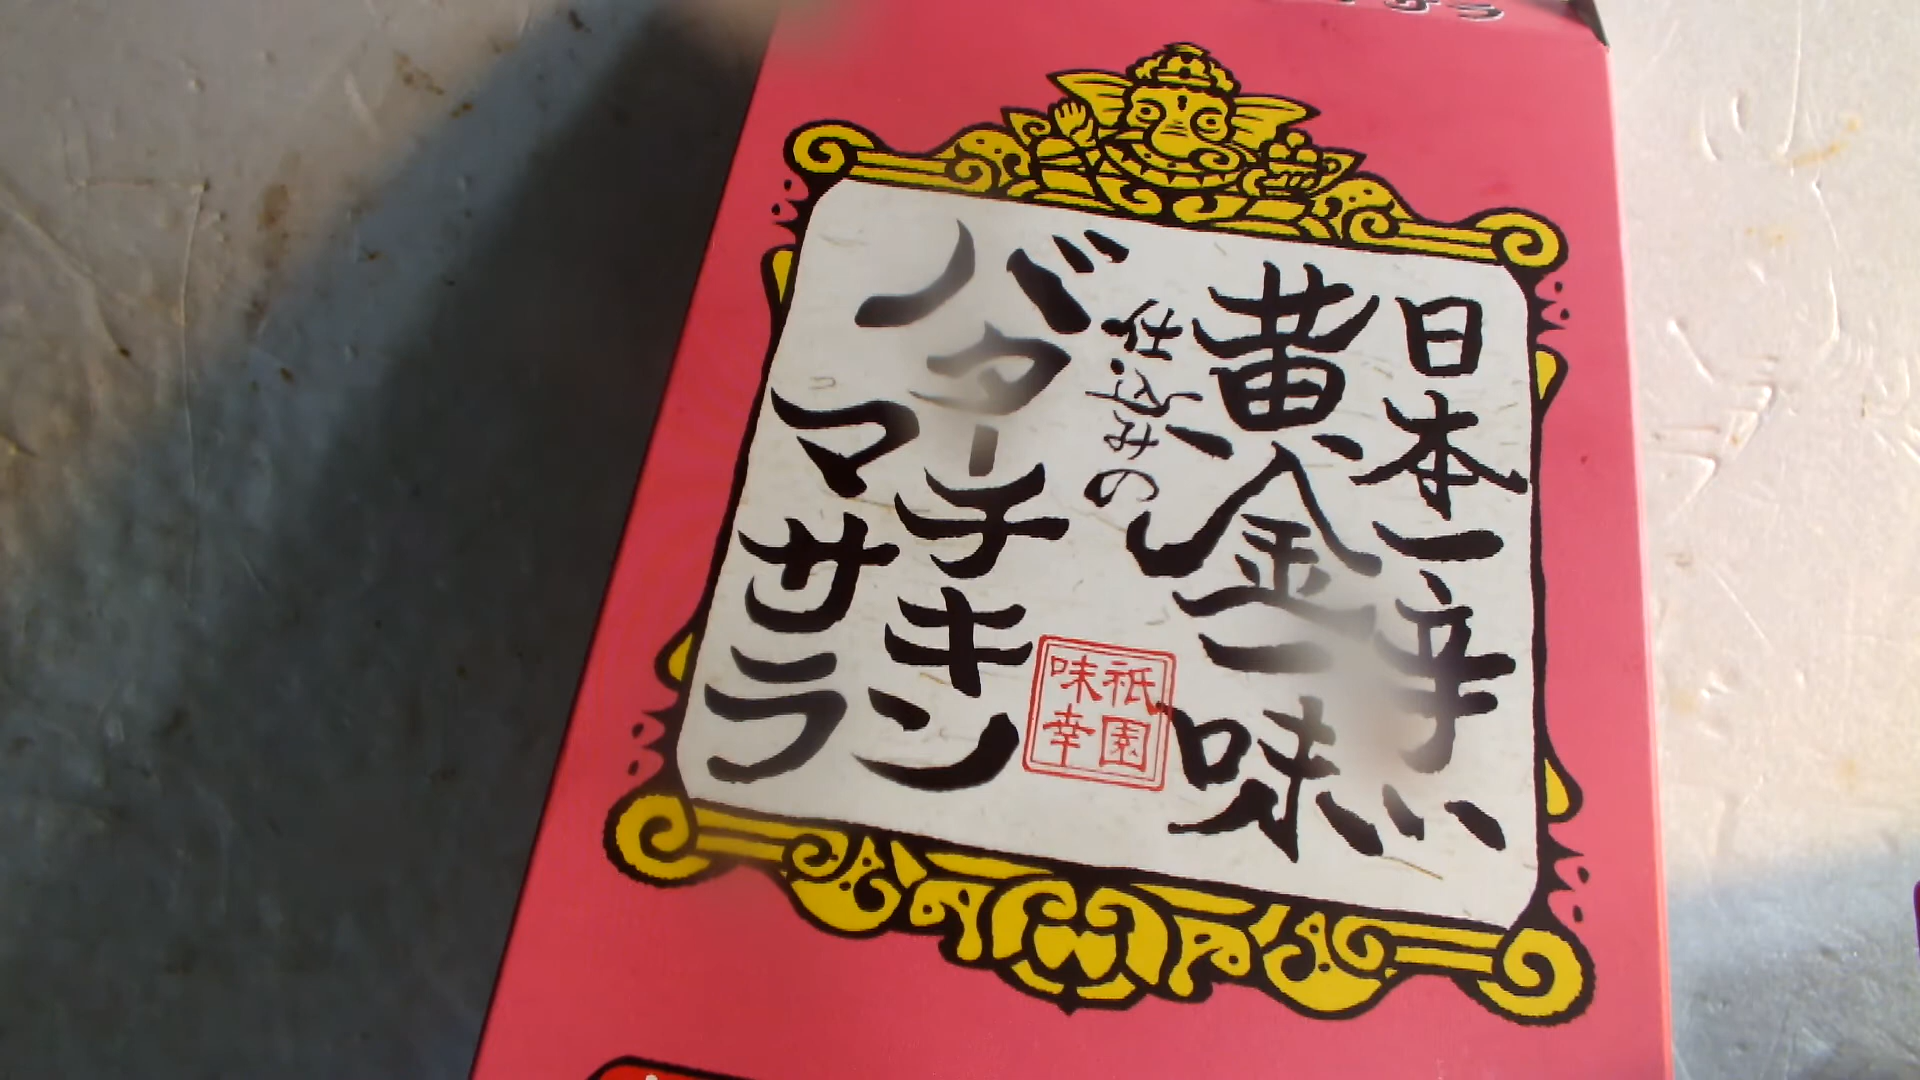 日本一辛い
黄金一味
仕込みの
バターチキン
マサラ
祇園
味幸